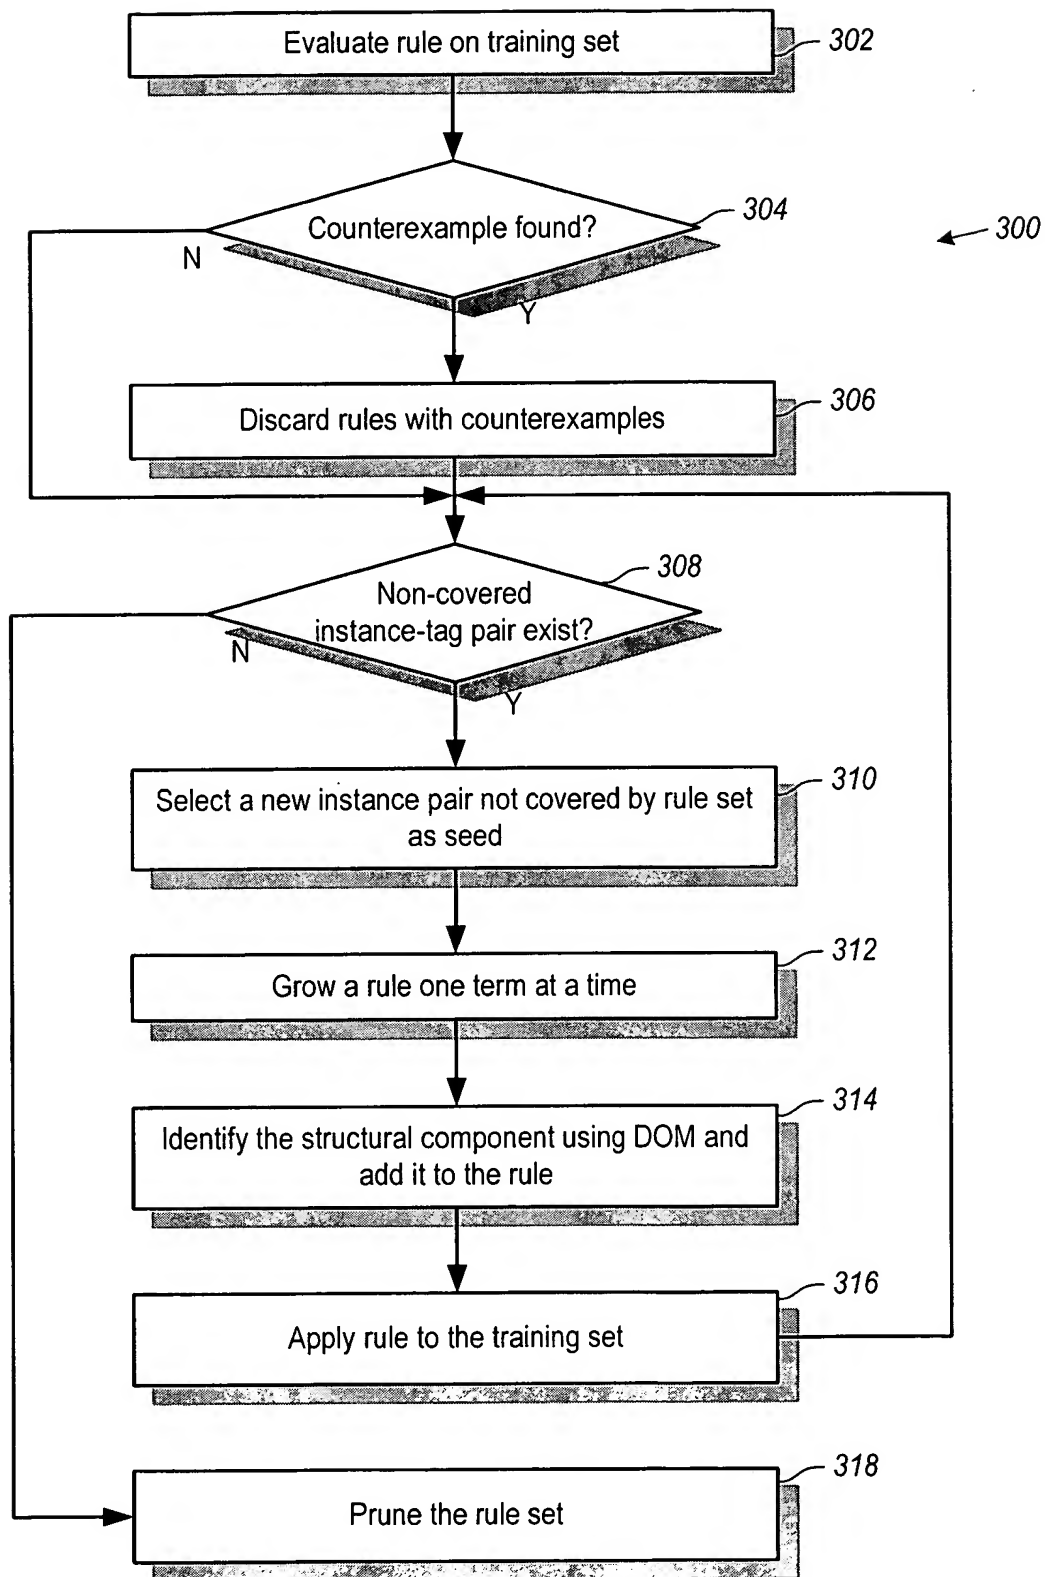 Evaluate rule on training set
302
Counterexample found?
304
300
N
Y
Discard rules with counterexamples
306
Non-covered
instance-tag pair exist?
308
N
Y
Select a new instance pair not covered by rule set
as seed
310
Grow a rule one term at a time
312
Identify the structural component using DOM and
add it to the rule
314
Apply rule to the training set
316
Prune the rule set
318